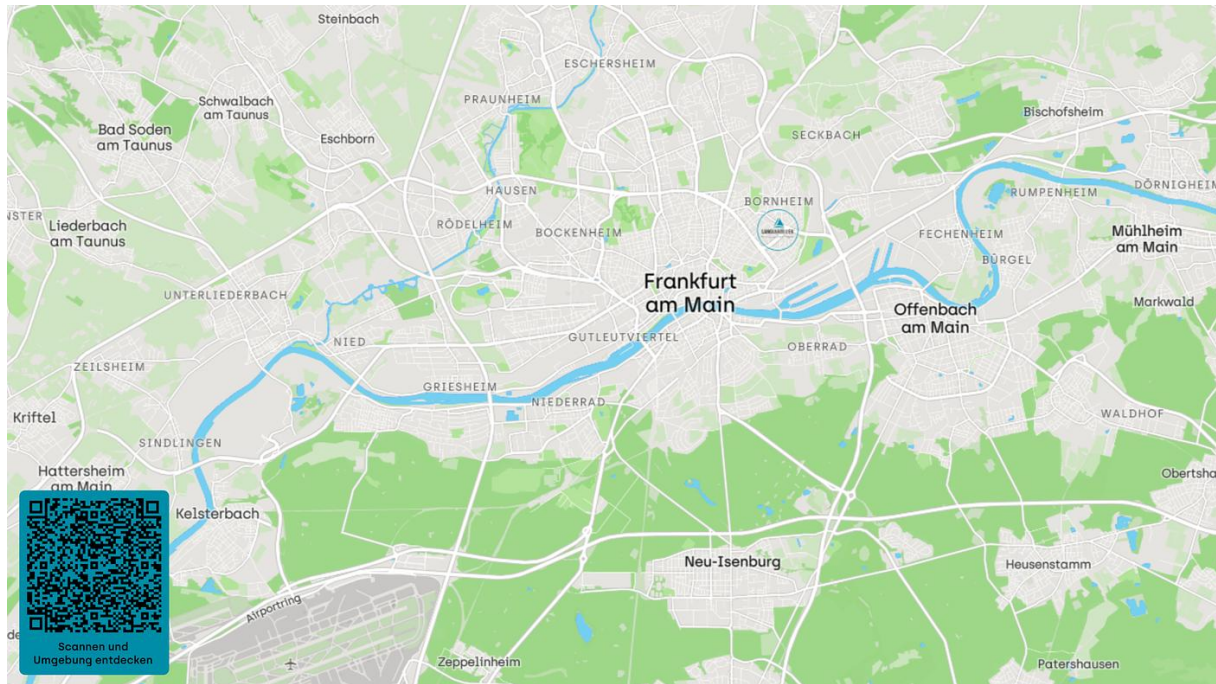 Steinbach
ESCHERSHEIM
PRAUNHEIM
Schwalbach
am Taunus
Bischofsheim
Bad Soden
am Taunus
Eschborn
SECKBACH
HAUSEN
RUMPENHEIM
DÖRNIGHEIM
NSTER
BORNHEIM
Liederbach
am Taunus
RÖDELHEIM
BOCKENHEIM
FECHENHEIM
Mühlheim
am Main
BÜRGEL
UNTERLIEDERBACH
Frankfurt
am Main
Markwald
Offenbach
am Main
NIED
GUTLEUTVIERTEL
OBERRAD
ZEILSHEIM
GRIESHEIM
NIEDERRAD
Kriftel
WALDHOF
SINDLINGEN
Hattersheim
am Main
Obertsha
Kelsterbach
Neu-Isenburg
Heusenstamm
Airportring
de
Scannen und
Umgebung entdecken
Zeppelinheim
Patershausen